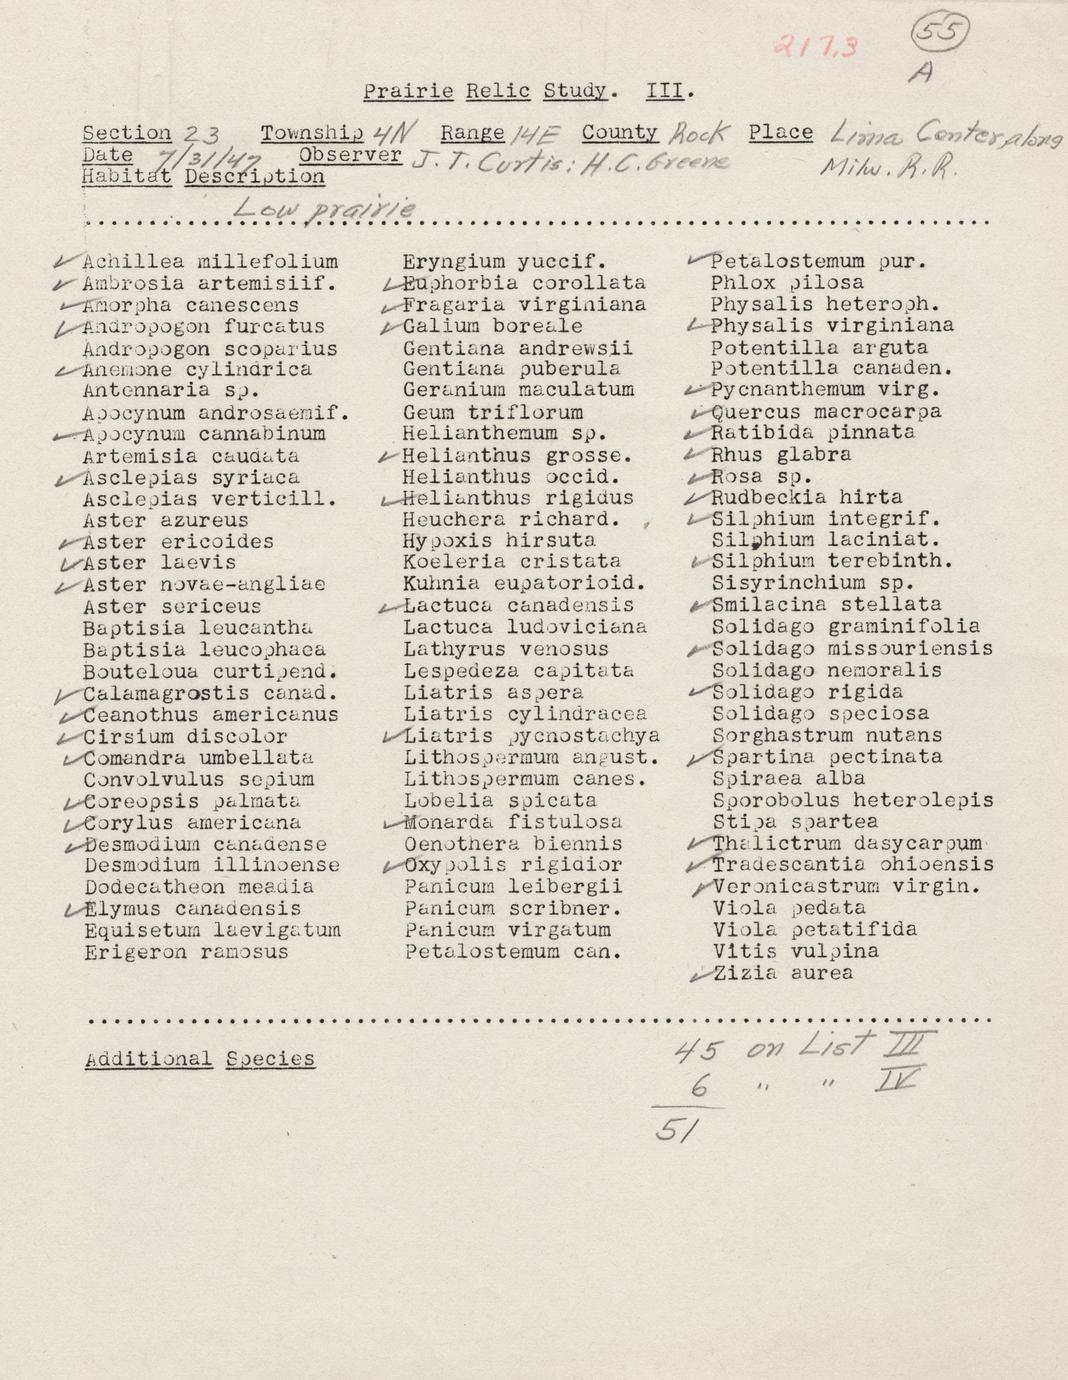 217.3 55
A
Prairie Relic Study. III.
Section 23 Township 4N Range 14E County Rock Place Lima Center, along
Date 7/31/47 Observer J. T. Curtis: H. C. Greene Milw. R. R.
Habitat Description
Low prairie
✓Achillea millefolium
✓Ambrosia artemisiif.
✓Amorpha canescens
✓Andropogon furcatus
Andropogon scoparius
✓Anemone cylindrica
Antennaria sp.
Apocynum androsaemif.
✓Apocynum cannabinum
Artemisia caudata
✓Asclepias syriaca
Asclepias verticill.
Aster azureus
✓Aster ericoides
✓Aster laevis
✓Aster novae-angliae
Aster sericeus
Baptisia leucantha
Baptisia leucophaea
Bouteloua curtipend.
✓Calamagrostis canad.
✓Ceanothus americanus
✓Cirsium discolor
✓Comandra umbellata
Convolvulus sepium
✓Coreopsis palmata
✓Corylus americana
✓Desmodium canadense
Desmodium illinoense
Dodecatheon meadia
✓Elymus canadensis
Equisetum laevigatum
Erigeron ramosus
Eryngium yuccif.
✓Euphorbia corollata
✓Fragaria virginiana
✓Galium boreale
Gentiana andrewsii
Gentiana puberula
Geranium maculatum
Geum triflorum
Helianthemum sp.
✓Helianthus grosse.
Helianthus occid.
✓Helianthus rigidus
Heuchera richard.
Hypoxis hirsuta
Koeleria cristata
Kuhnia eupatorioid.
✓Lactuca canadensis
Lactuca ludoviciana
Lathyrus venosus
Lespedeza capitata
Liatris aspera
Liatris cylindracea
✓Liatris pycnostachya
Lithospermum angust.
Lithospermum canes.
Lobelia spicata
✓Monarda fistulosa
Oenothera biennis
✓Oxypolis rigidior
Panicum leibergii
Panicum scribner.
Panicum virgatum
Petalostemum can.
✓Petalostemum pur.
Phlox pilosa
Physalis heteroph.
✓Physalis virginiana
Potentilla arguta
Potentilla canaden.
✓Pycnanthemum virg.
✓Quercus macrocarpa
✓Ratibida pinnata
✓Rhus glabra
✓Rosa sp.
✓Rudbeckia hirta
✓Silphium integrif.
Silphium laciniat.
✓Silphium terebinth.
Sisyrinchium sp.
✓Smilacina stellata
Solidago graminifolia
✓Solidago missouriensis
Solidago nemoralis
✓Solidago rigida
Solidago speciosa
Sorghastrum nutans
✓Spartina pectinata
Spiraea alba
Sporobolus heterolepis
Stipa spartea
✓Thalictrum dasycarpum
✓Tradescantia ohioensis
✓Veronicastrum virgin.
Viola pedata
Viola petatifida
Vitis vulpina
✓Zizia aurea
Additional Species
45 on List III
6 " " IV
51